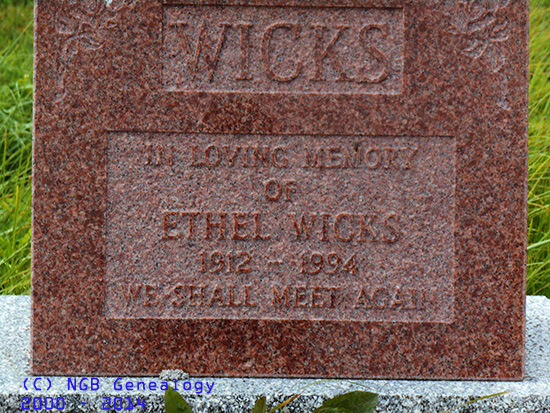 WICKS
IN LOVING MEMORY
OF
ETHEL WICKS
1912 - 1994
WE SHALL MEET AGAIN
(C) NGB Genealogy
2000 - 2014